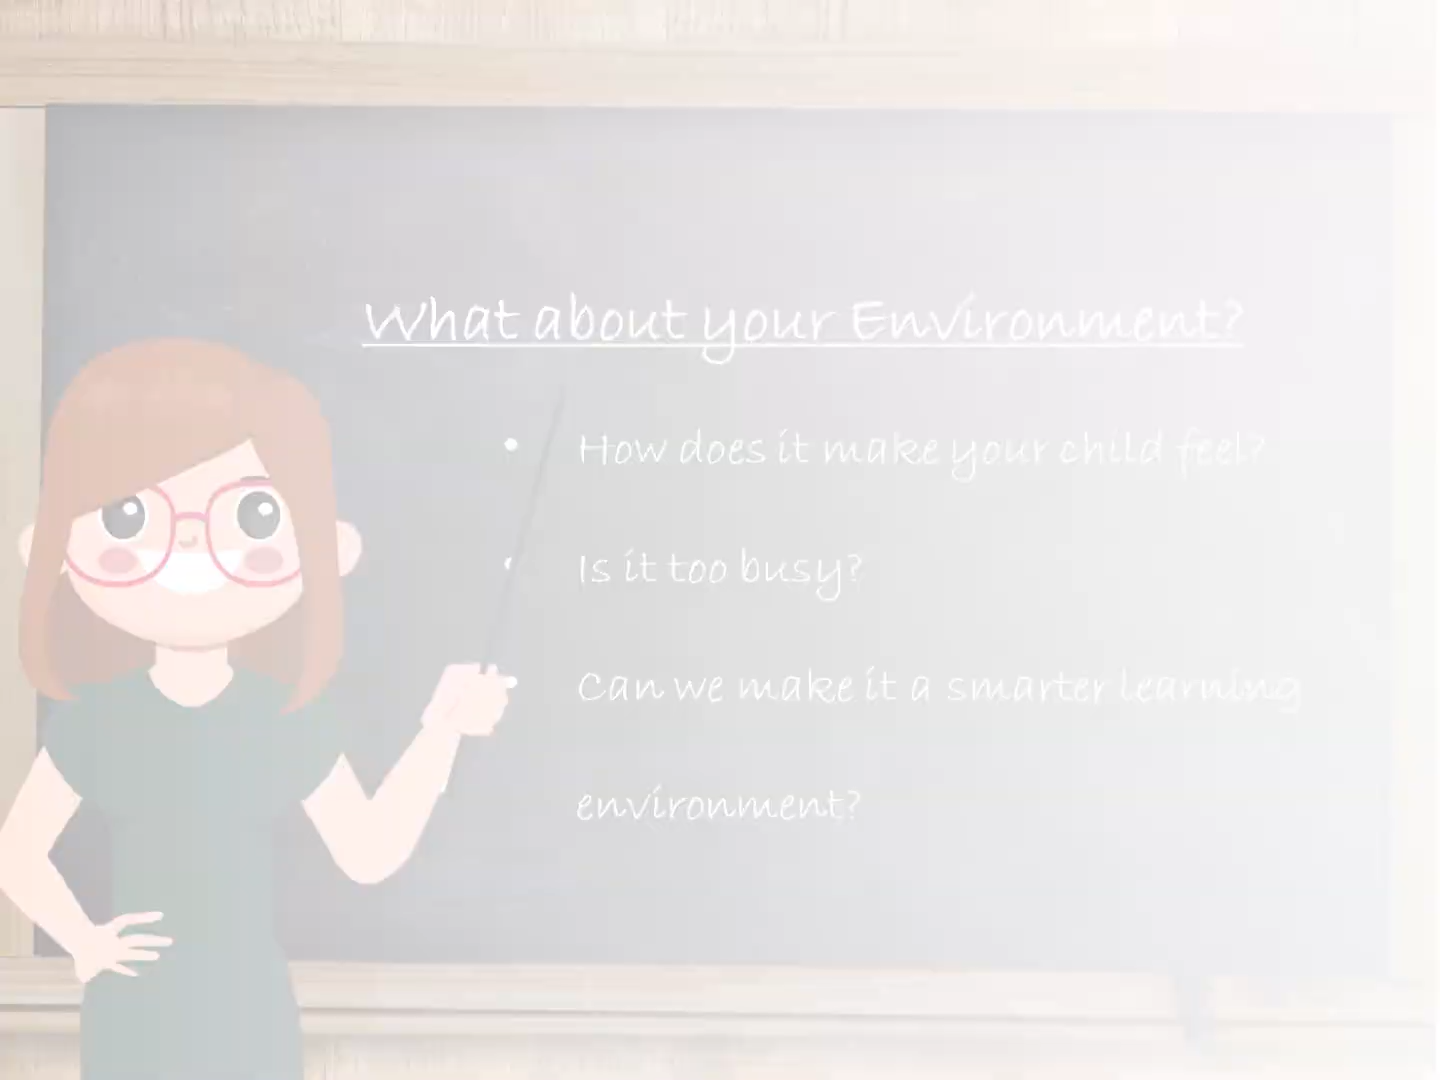 What about your Environment?
• How does it make your child feel?
• Is it too busy?
• Can we make it a smarter learning
environment?